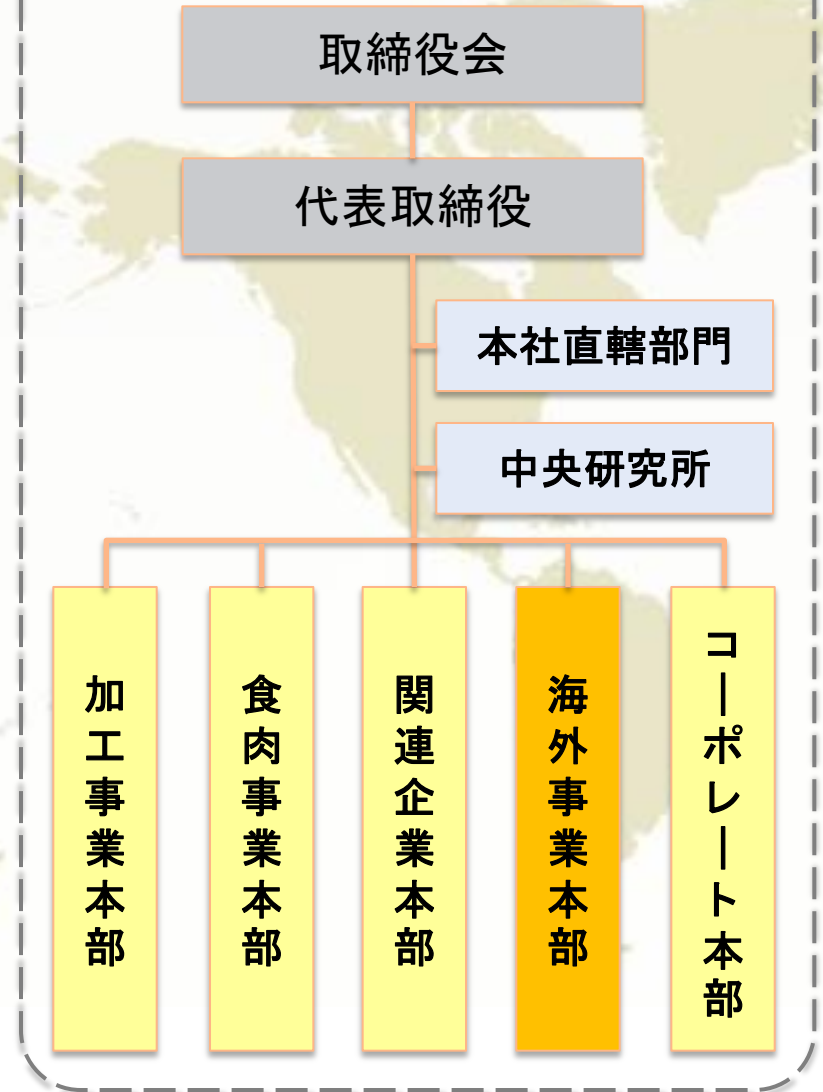 取締役会
代表取締役
本社直轄部門
中央研究所
加工事業本部
食肉事業本部
関連企業本部
海外事業本部
コーポレート本部